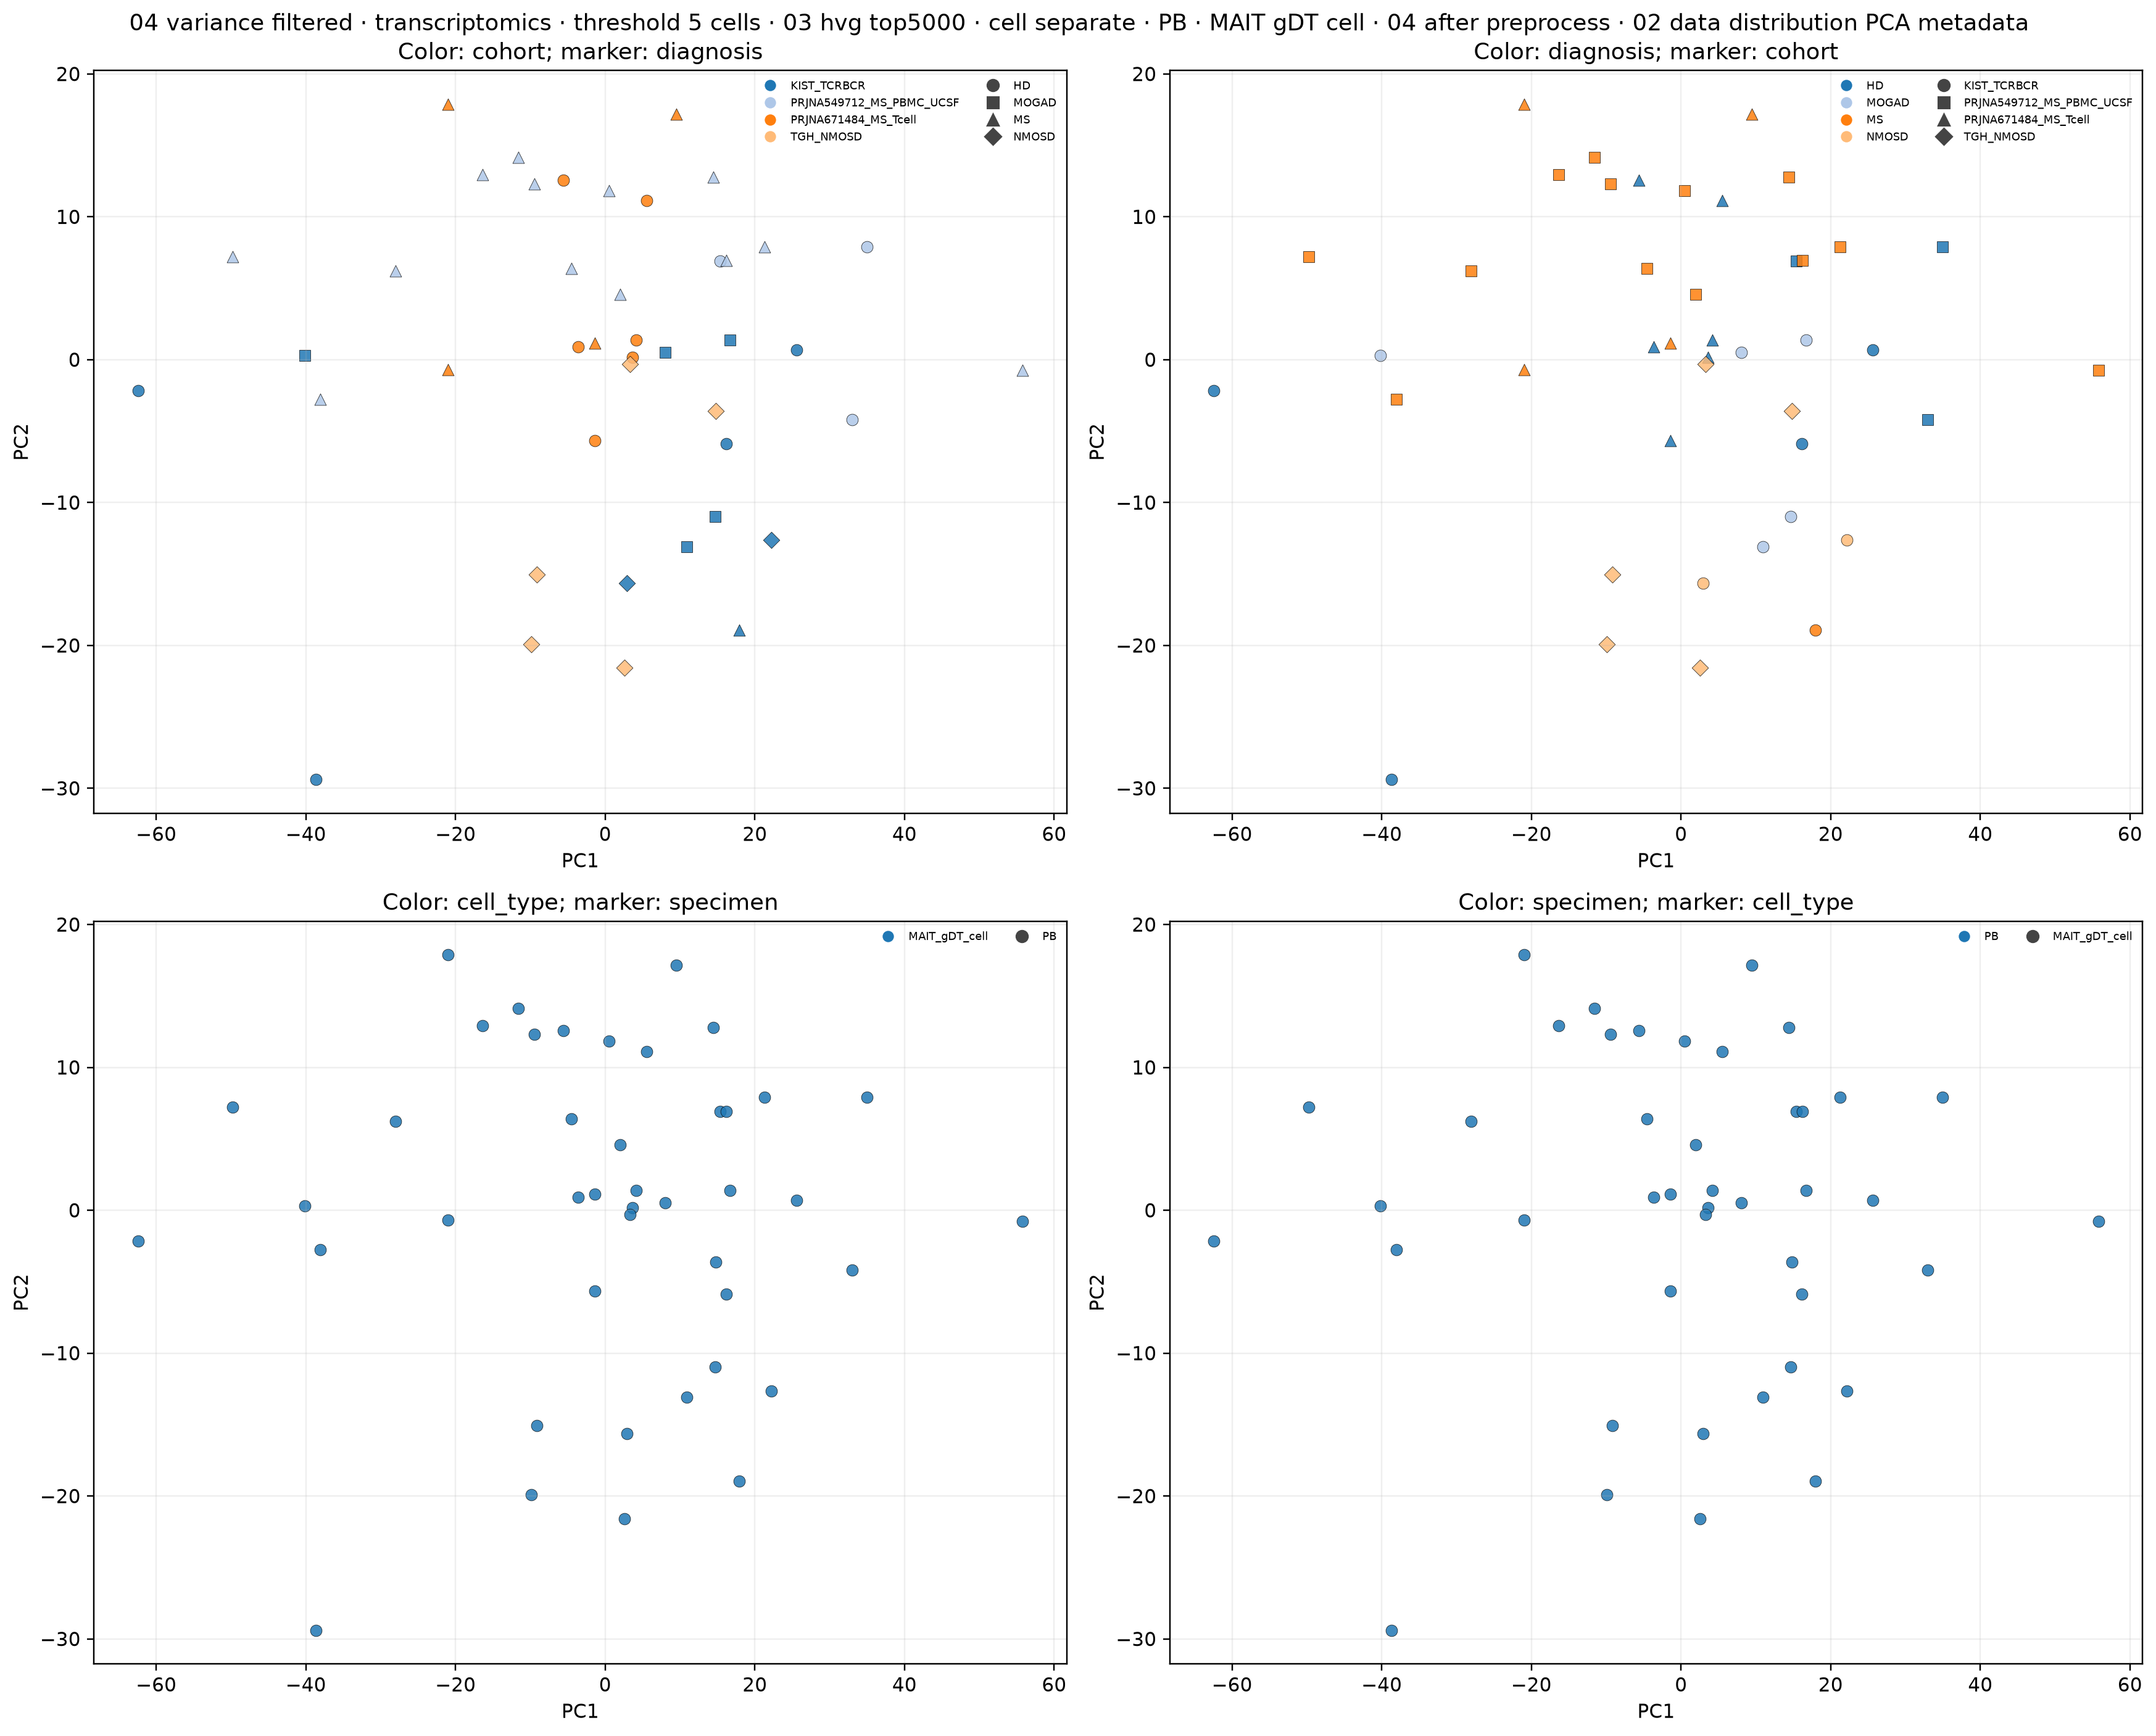 04 variance filtered · transcriptomics · threshold 5 cells · 03 hvg top5000 · cell separate · PB · MAIT gDT cell · 04 after preprocess · 02 data distribution PCA metadata
Color: cohort; marker: diagnosis
20
10
0
−10
−20
−30
PC2
KIST_TCRBCR
PRJNA549712_MS_PBMC_UCSF
PRJNA671484_MS_Tcell
TGH_NMOSD
HD
MOGAD
MS
NMOSD
−60 −40 −20 0 20 40 60
PC1
Color: diagnosis; marker: cohort
20
10
0
−10
−20
−30
PC2
HD
MOGAD
MS
NMOSD
KIST_TCRBCR
PRJNA549712_MS_PBMC_UCSF
PRJNA671484_MS_Tcell
TGH_NMOSD
−60 −40 −20 0 20 40 60
PC1
Color: cell_type; marker: specimen
20
10
0
−10
−20
−30
PC2
MAIT_gDT_cell PB
−60 −40 −20 0 20 40 60
PC1
Color: specimen; marker: cell_type
20
10
0
−10
−20
−30
PC2
PB MAIT_gDT_cell
−60 −40 −20 0 20 40 60
PC1